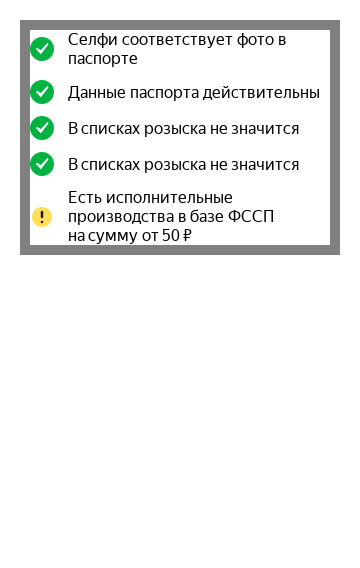 Селфи соответствует фото в
паспорте
Данные паспорта действительны
В списках розыска не значится
В списках розыска не значится
Есть исполнительные
производства в базе ФССП
на сумму от 50 ₽